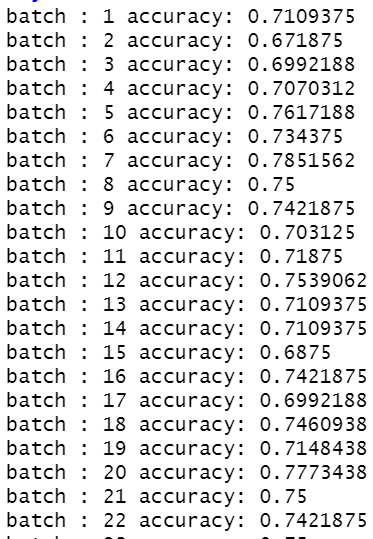 batch : 1 accuracy: 0.7109375
batch : 2 accuracy: 0.671875
batch : 3 accuracy: 0.6992188
batch : 4 accuracy: 0.7070312
batch : 5 accuracy: 0.7617188
batch : 6 accuracy: 0.734375
batch : 7 accuracy: 0.7851562
batch : 8 accuracy: 0.75
batch : 9 accuracy: 0.7421875
batch : 10 accuracy: 0.703125
batch : 11 accuracy: 0.71875
batch : 12 accuracy: 0.7539062
batch : 13 accuracy: 0.7109375
batch : 14 accuracy: 0.7109375
batch : 15 accuracy: 0.6875
batch : 16 accuracy: 0.7421875
batch : 17 accuracy: 0.6992188
batch : 18 accuracy: 0.7460938
batch : 19 accuracy: 0.7148438
batch : 20 accuracy: 0.7773438
batch : 21 accuracy: 0.75
batch : 22 accuracy: 0.7421875